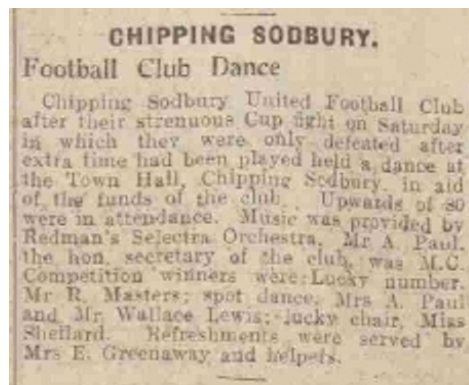 CHIPPING SODBURY.
Football Club Dance
Chipping Sodbury United Football Club
after their strenuous Cup fight on Saturday
in which they were only defeated after
extra time had been played held a dance at
the Town Hall, Chipping Sodbury, in aid
of the funds of the club. Upwards of 80
were in attendance. Music was provided by
Redman's Selectra Orchestra. Mr A. Paul,
the hon. secretary of the club, was M.C.
Competition winners were: Lucky number,
Mr R. Masters; spot dance, Mrs A. Paul
and Mr Wallace Lewis; lucky chair, Miss
Shellard. Refreshments were served by
Mrs E. Greenaway and helpers.